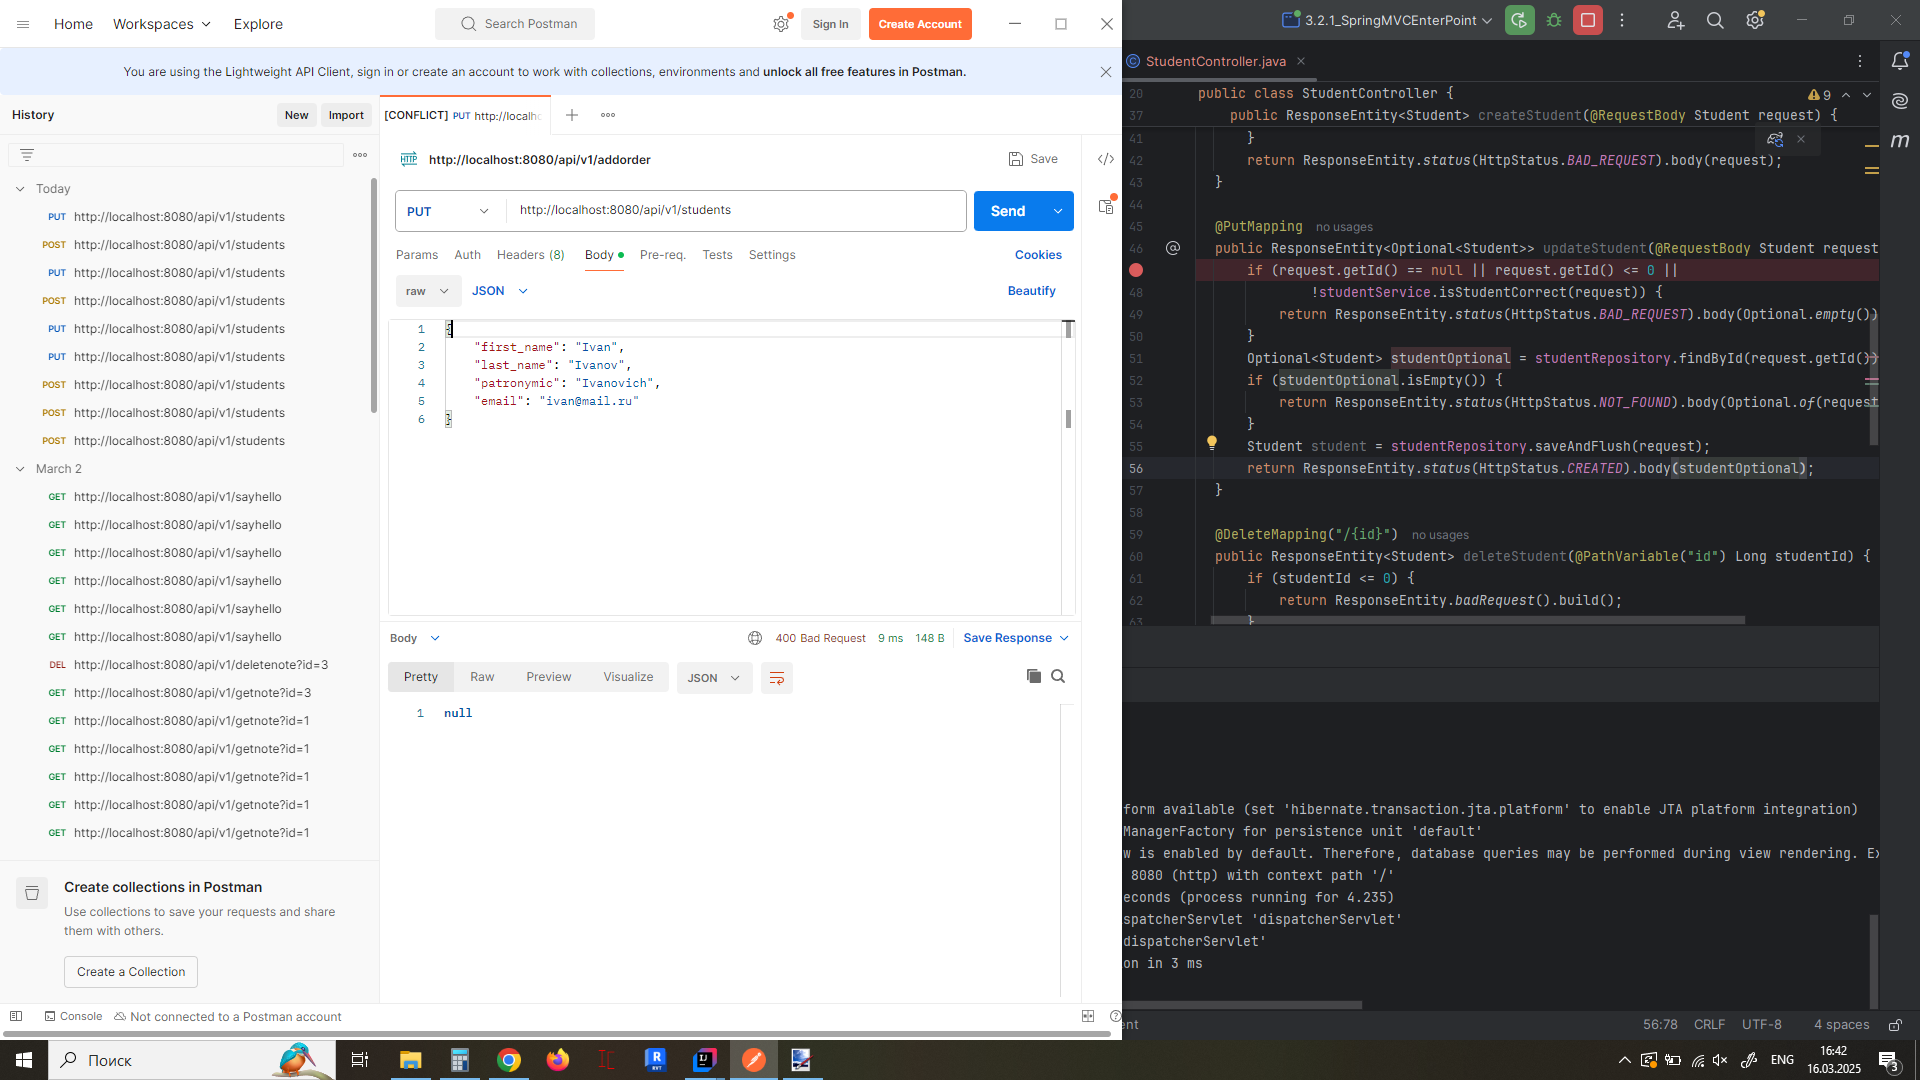 Home
Workspaces
Explore
Search Postman
Sign In
Create Account
You are using the Lightweight API Client, sign in or create an account to work with collections, environments and unlock all free features in Postman.
History
New
Import
Today
PUT http://localhost:8080/api/v1/students
POST http://localhost:8080/api/v1/students
PUT http://localhost:8080/api/v1/students
POST http://localhost:8080/api/v1/students
PUT http://localhost:8080/api/v1/students
PUT http://localhost:8080/api/v1/students
POST http://localhost:8080/api/v1/students
POST http://localhost:8080/api/v1/students
POST http://localhost:8080/api/v1/students
March 2
GET http://localhost:8080/api/v1/sayhello
GET http://localhost:8080/api/v1/sayhello
GET http://localhost:8080/api/v1/sayhello
GET http://localhost:8080/api/v1/sayhello
GET http://localhost:8080/api/v1/sayhello
GET http://localhost:8080/api/v1/sayhello
DEL http://localhost:8080/api/v1/deletenote?id=3
GET http://localhost:8080/api/v1/getnote?id=3
GET http://localhost:8080/api/v1/getnote?id=1
GET http://localhost:8080/api/v1/getnote?id=1
GET http://localhost:8080/api/v1/getnote?id=1
GET http://localhost:8080/api/v1/getnote?id=1
GET http://localhost:8080/api/v1/getnote?id=1
Create collections in Postman
Use collections to save your requests and share
them with others.
Create a Collection
[CONFLICT] PUT http://localh
HTTP http://localhost:8080/api/v1/addorder
Save
PUT
http://localhost:8080/api/v1/students
Send
Params Auth Headers (8) Body Pre-req. Tests Settings
Cookies
raw JSON
Beautify
1 {
2 "first_name": "Ivan",
3 "last_name": "Ivanov",
4 "patronymic": "Ivanovich",
5 "email": "ivan@mail.ru"
6 }
Body
400 Bad Request 9 ms 148 B Save Response
Pretty Raw Preview Visualize JSON
1 null
Console
Not connected to a Postman account
3.2.1_SpringMVCEnterPoint
StudentController.java
9
20 public class StudentController {
37 public ResponseEntity<Student> createStudent(@RequestBody Student request) {
41 }
42 return ResponseEntity.status(HttpStatus.BAD_REQUEST).body(request);
43 }
44
45 @PutMapping no usages
46 public ResponseEntity<Optional<Student>> updateStudent(@RequestBody Student request
if (request.getId() == null || request.getId() <= 0 ||
48 !studentService.isStudentCorrect(request)) {
49 return ResponseEntity.status(HttpStatus.BAD_REQUEST).body(Optional.empty())
50 }
51 Optional<Student> studentOptional = studentRepository.findById(request.getId())
52 if (studentOptional.isEmpty()) {
53 return ResponseEntity.status(HttpStatus.NOT_FOUND).body(Optional.of(request
54 }
55 Student student = studentRepository.saveAndFlush(request);
56 return ResponseEntity.status(HttpStatus.CREATED).body(studentOptional);
57 }
58
59 @DeleteMapping("/{id}") no usages
60 public ResponseEntity<Student> deleteStudent(@PathVariable("id") Long studentId) {
61 if (studentId <= 0) {
62 return ResponseEntity.badRequest().build();
63 }
form available (set 'hibernate.transaction.jta.platform' to enable JTA platform integration)
ManagerFactory for persistence unit 'default'
w is enabled by default. Therefore, database queries may be performed during view rendering. Ex
8080 (http) with context path '/'
econds (process running for 4.235)
spatcherServlet 'dispatcherServlet'
dispatcherServlet'
on in 3 ms
ent
56:78 CRLF UTF-8 4 spaces
Поиск
ENG
16:42
16.03.2025
3